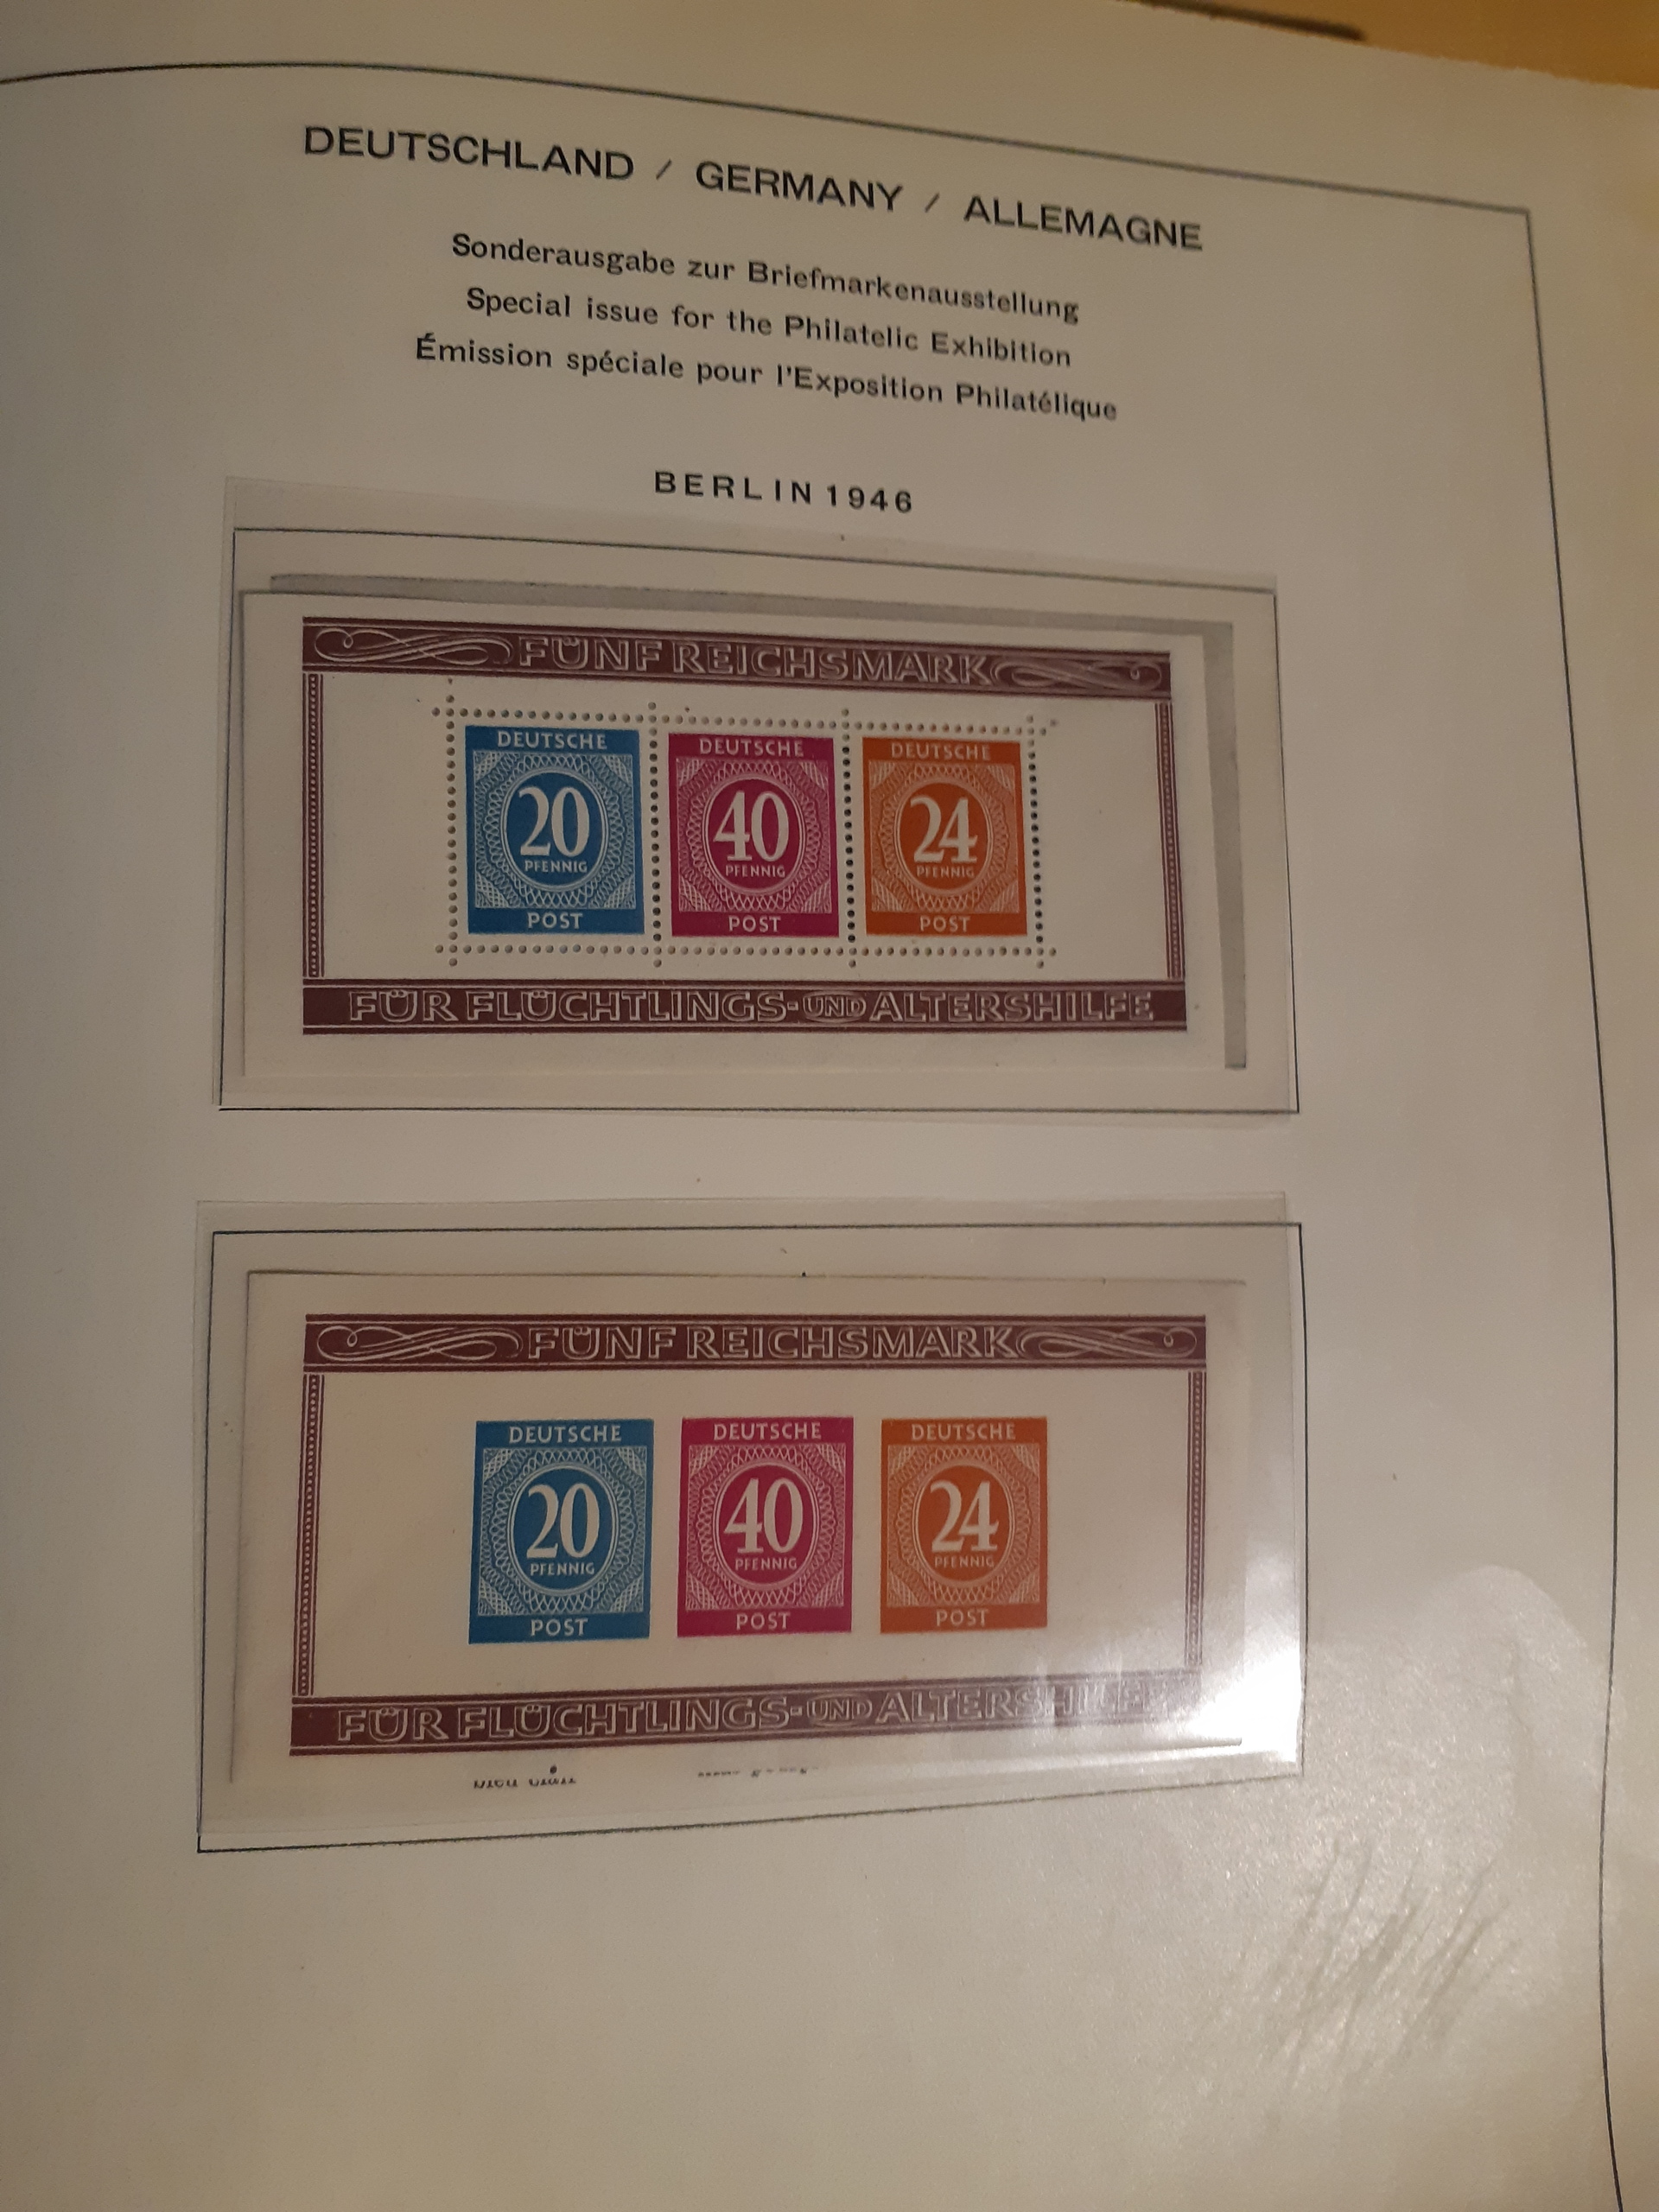 DEUTSCHLAND / GERMANY / ALLEMAGNE
Sonderausgabe zur Briefmarkenausstellung
Special issue for the Philatelic Exhibition
Émission spéciale pour l'Exposition Philatélique
BERLIN 1946
FÜNF REICHSMARK
DEUTSCHE DEUTSCHE DEUTSCHE
20 40 24
PFENNIG PFENNIG PFENNIG
POST POST POST
FÜR FLÜCHTLINGS-UND ALTERSHILFE
FÜNF REICHSMARK
DEUTSCHE DEUTSCHE DEUTSCHE
20 40 24
PFENNIG PFENNIG PFENNIG
POST POST POST
FÜR FLÜCHTLINGS-UND ALTERSHILFE